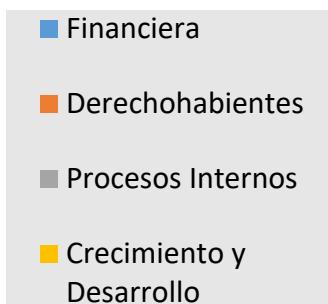 Financiera
Derechohabientes
Procesos Internos
Crecimiento y
Desarrollo